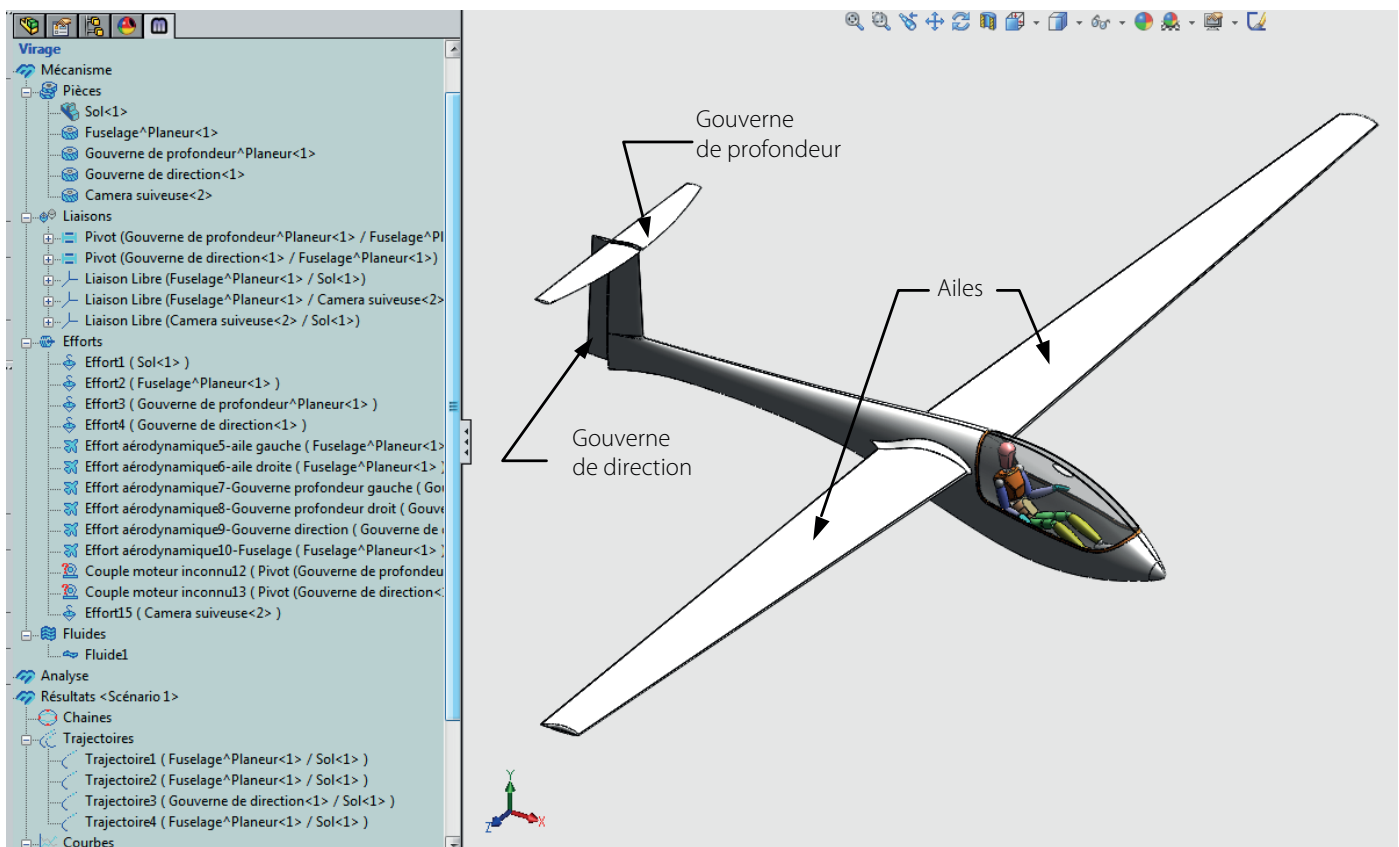 Virage
Mécanisme
Pièces
Sol<1>
Fuselage^Planeur<1>
Gouverne de profondeur^Planeur<1>
Gouverne de direction<1>
Camera suiveuse<2>
Liaisons
Pivot (Gouverne de profondeur^Planeur<1> / Fuselage^Pl
Pivot (Gouverne de direction<1> / Fuselage^Planeur<1>)
Liaison Libre (Fuselage^Planeur<1> / Sol<1>)
Liaison Libre (Fuselage^Planeur<1> / Camera suiveuse<2>
Liaison Libre (Camera suiveuse<2> / Sol<1>)
Efforts
Effort1 ( Sol<1> )
Effort2 ( Fuselage^Planeur<1> )
Effort3 ( Gouverne de profondeur^Planeur<1> )
Effort4 ( Gouverne de direction<1> )
Effort aérodynamique5-aile gauche ( Fuselage^Planeur<1>
Effort aérodynamique6-aile droite ( Fuselage^Planeur<1> )
Effort aérodynamique7-Gouverne profondeur gauche ( Gou
Effort aérodynamique8-Gouverne profondeur droit ( Gouve
Effort aérodynamique9-Gouverne direction ( Gouverne de
Effort aérodynamique10-Fuselage ( Fuselage^Planeur<1> )
Couple moteur inconnu12 ( Pivot (Gouverne de profondeu
Couple moteur inconnu13 ( Pivot (Gouverne de direction<
Effort15 ( Camera suiveuse<2> )
Fluides
Fluide1
Analyse
Résultats <Scénario 1>
Chaines
Trajectoires
Trajectoire1 ( Fuselage^Planeur<1> / Sol<1> )
Trajectoire2 ( Fuselage^Planeur<1> / Sol<1> )
Trajectoire3 ( Gouverne de direction<1> / Sol<1> )
Trajectoire4 ( Fuselage^Planeur<1> / Sol<1> )
Courbes
Gouverne
de profondeur
Ailes
Gouverne
de direction
Y
Z
X